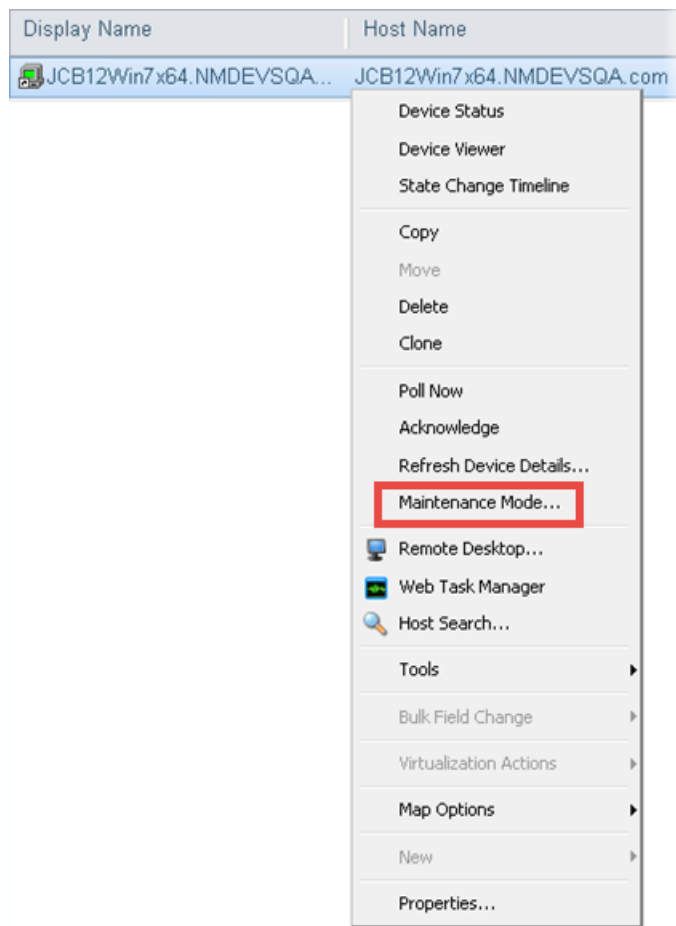 Display Name Host Name
JCB12Win7x64.NMDEVSQA... JCB12Win7x64.NMDEVSQA.com
Device Status
Device Viewer
State Change Timeline
Copy
Move
Delete
Clone
Poll Now
Acknowledge
Refresh Device Details...
Maintenance Mode...
Remote Desktop...
Web Task Manager
Host Search...
Tools
Bulk Field Change
Virtualization Actions
Map Options
New
Properties...